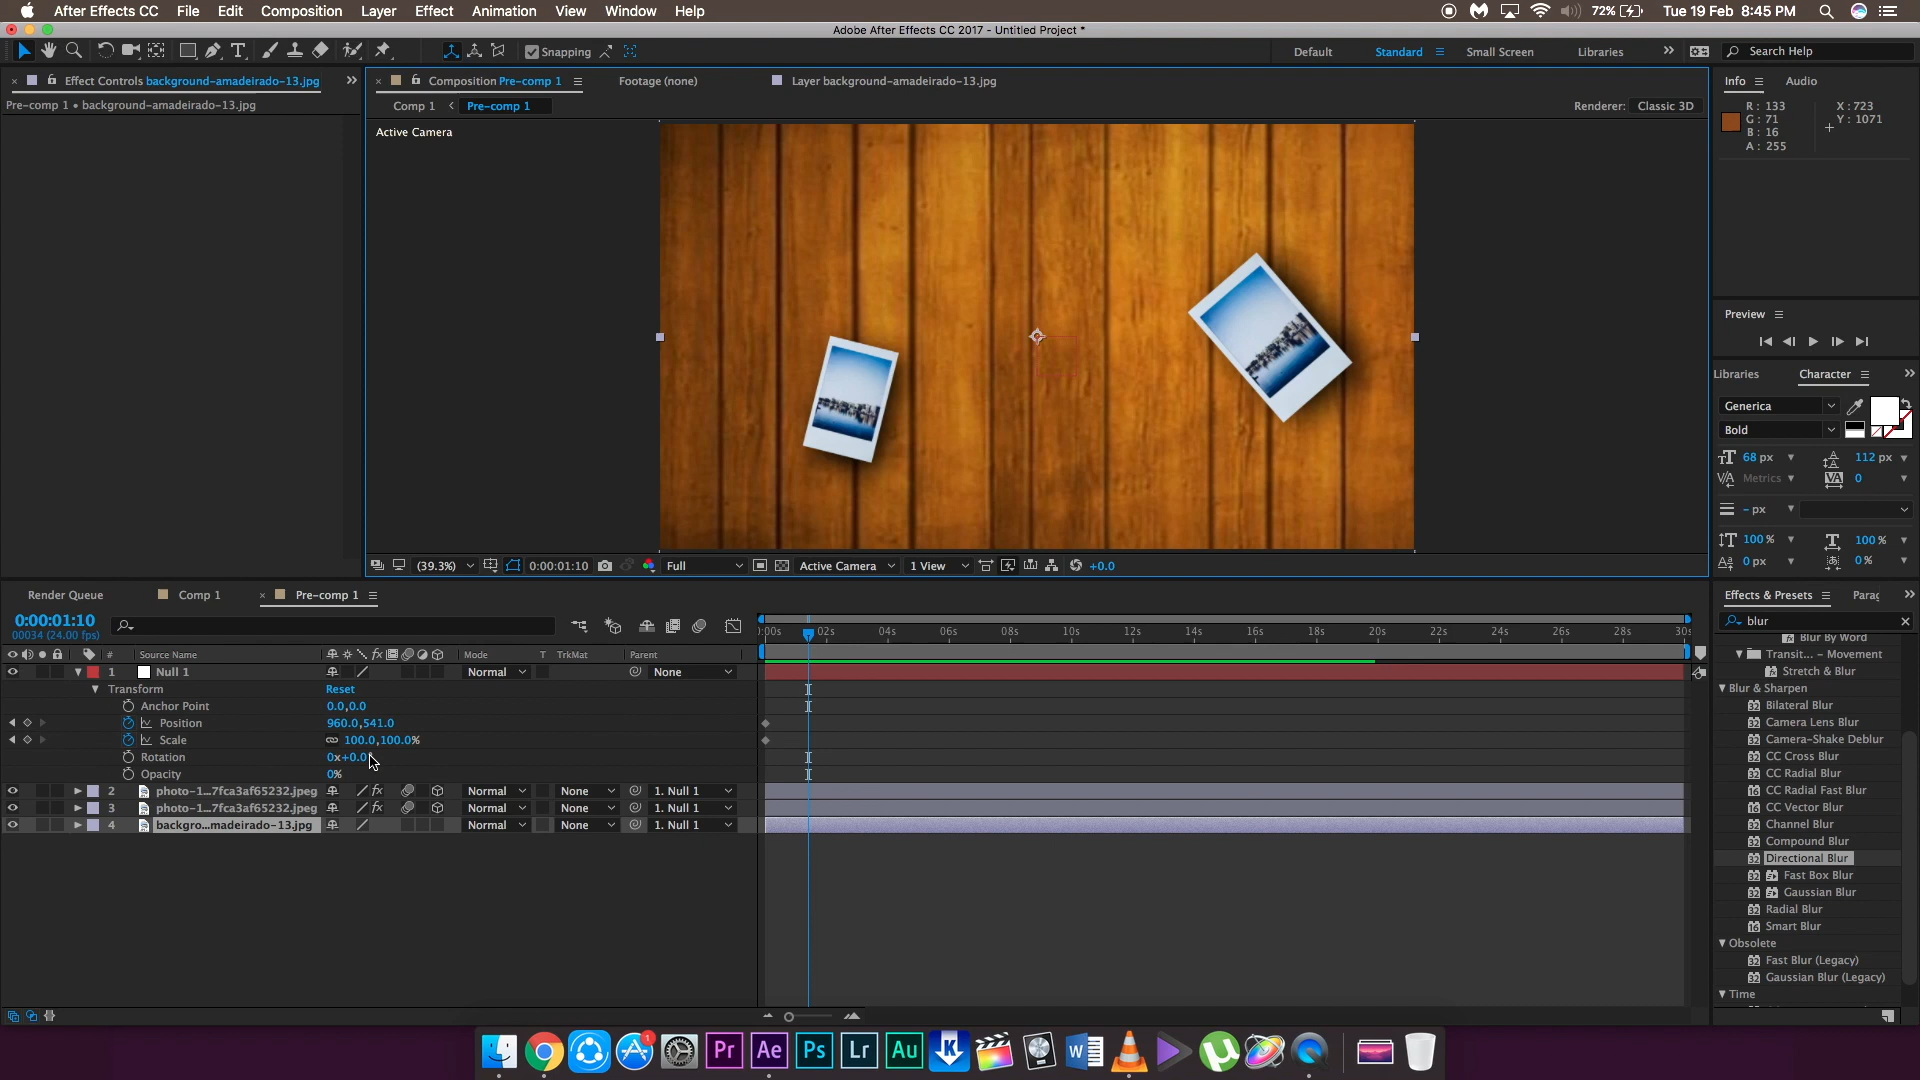 After Effects CC File Edit Composition Layer Effect Animation View Window Help 72% Tue 19 Feb 8:45 PM
Adobe After Effects CC 2017 - Untitled Project *
Snapping Default Standard Small Screen Libraries Search Help
Effect Controls background-amadeirado-13.jpg
Composition Pre-comp 1 Footage (none) Layer background-amadeirado-13.jpg
Info Audio
Pre-comp 1 • background-amadeirado-13.jpg
Comp 1 Pre-comp 1 Renderer: Classic 3D
R: 133
G: 71
B: 16
A: 255
X: 723
Y: 1071
Active Camera
Preview
Libraries Character
Generica
Bold
68 px 112 px
Metrics 0
- px
100 % 100 %
0 px 0 %
(39.3%) 0:00:01:10 Full Active Camera 1 View +0.0
Render Queue Comp 1 Pre-comp 1
0:00:01:10
00034 (24.00 fps)
:00s 02s 04s 06s 08s 10s 12s 14s 16s 18s 20s 22s 24s 26s 28s 30s
# Source Name Mode T TrkMat Parent
1 Null 1 Normal None
Transform Reset
Anchor Point 0.0,0.0
Position 960.0,541.0
Scale 100.0,100.0%
Rotation 0x+0.0
Opacity 0%
2 photo-1...7fca3af65232.jpeg Normal None 1. Null 1
3 photo-1...7fca3af65232.jpeg Normal None 1. Null 1
4 backgro...madeirado-13.jpg Normal None 1. Null 1
Effects & Presets Parag
blur
Blur By Word
Transit... - Movement
Stretch & Blur
Blur & Sharpen
Bilateral Blur
Camera Lens Blur
Camera-Shake Deblur
CC Cross Blur
CC Radial Blur
CC Radial Fast Blur
CC Vector Blur
Channel Blur
Compound Blur
Directional Blur
Fast Box Blur
Gaussian Blur
Radial Blur
Smart Blur
Obsolete
Fast Blur (Legacy)
Gaussian Blur (Legacy)
Time
1 Pr Ae Ps Lr Au K W